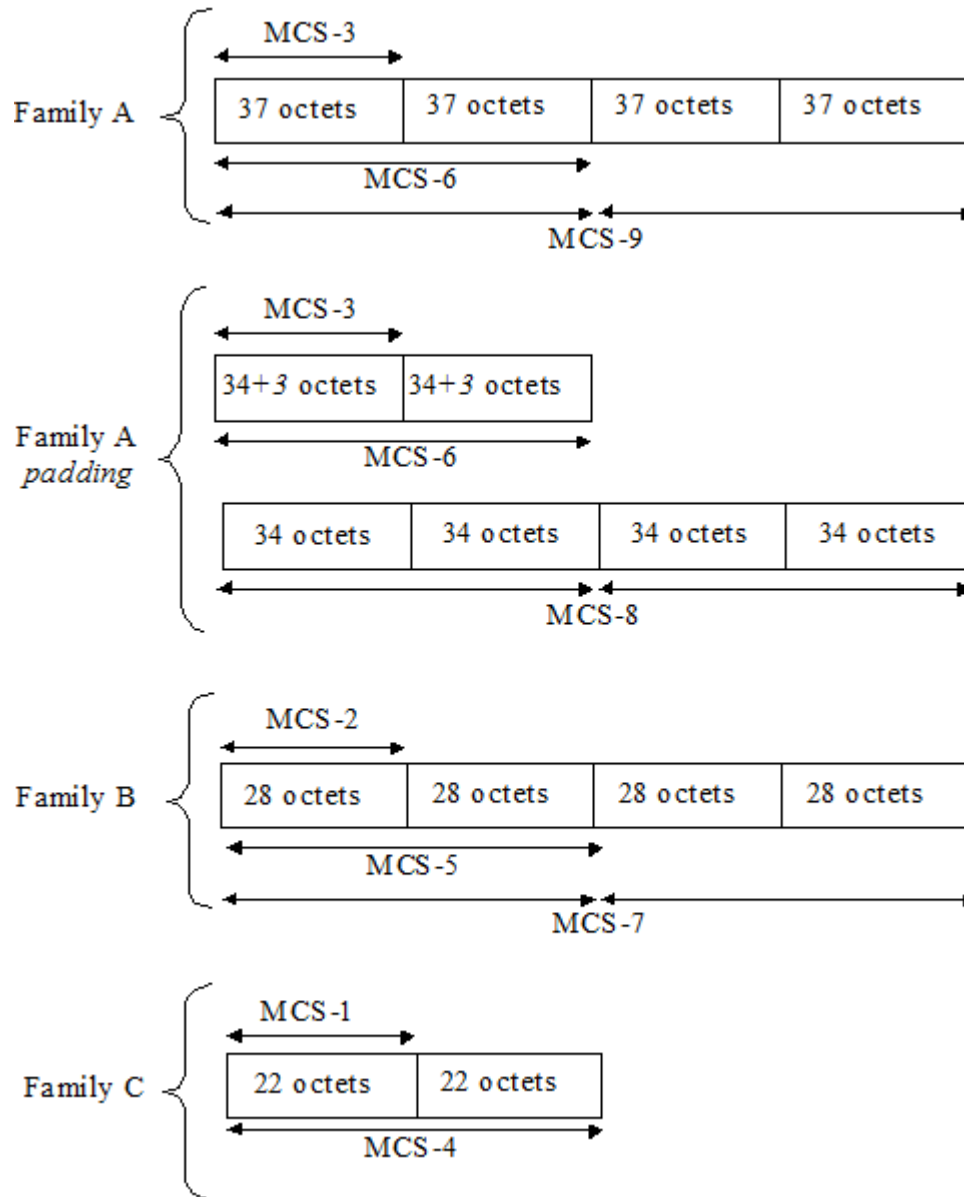 MCS-3
Family A
37 octets 37 octets 37 octets 37 octets
MCS-6
MCS-9
MCS-3
34+3 octets 34+3 octets
Family A
padding
MCS-6
34 octets 34 octets 34 octets 34 octets
MCS-8
MCS-2
Family B
28 octets 28 octets 28 octets 28 octets
MCS-5
MCS-7
MCS-1
Family C
22 octets 22 octets
MCS-4